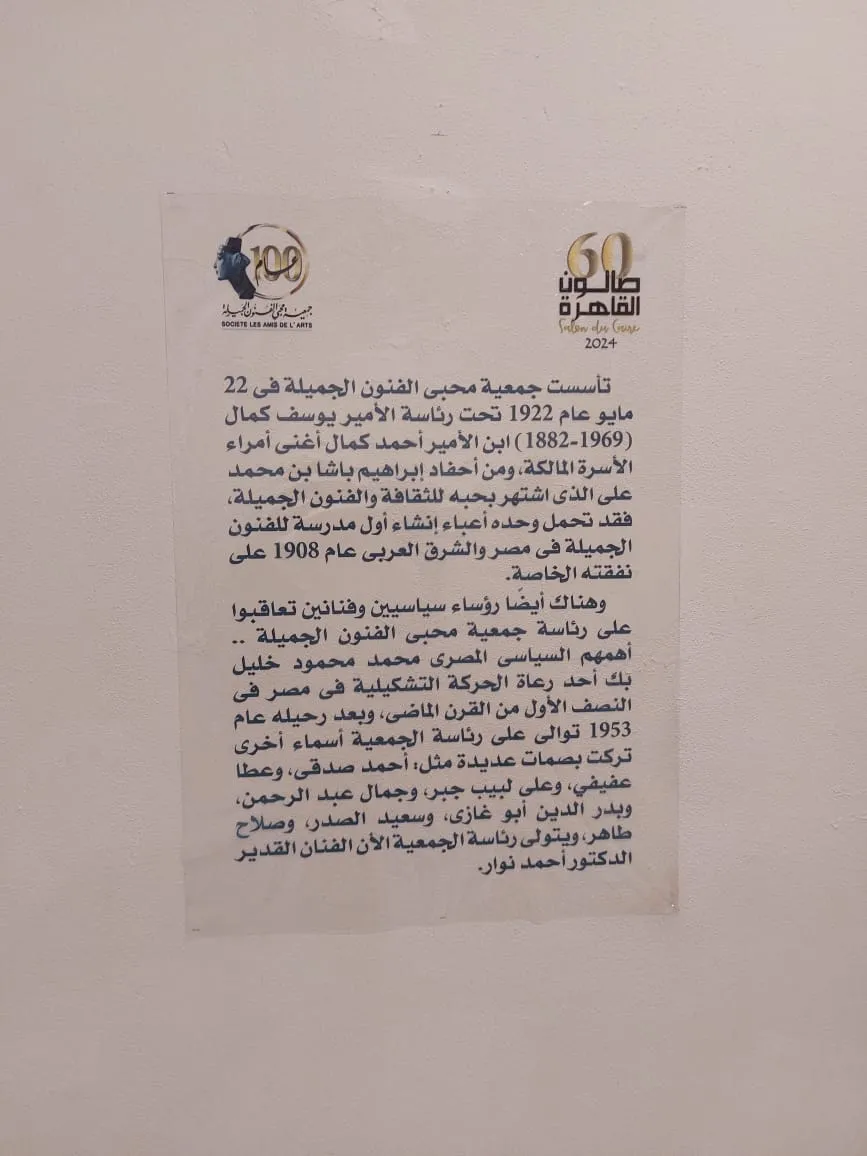 100
عام
جمعية محبي الفنون الجميلة
SOCIETE LES AMIS DE L' ARTS
60
صالون
القاهرة
Salon du Caire
2024
تأسست جمعية محبى الفنون الجميلة فى 22
مايو عام 1922 تحت رئاسة الأمير يوسف كمال
(1882-1969) ابن الأمير أحمد كمال أغنى أمراء
الأسرة المالكة، ومن أحفاد إبراهيم باشا بن محمد
على الذى اشتهر بحبه للثقافة والفنون الجميلة،
فقد تحمل وحده أعباء إنشاء أول مدرسة للفنون
الجميلة فى مصر والشرق العربى عام 1908 على
نفقته الخاصة.
وهناك أيضًا رؤساء سياسيين وفنانين تعاقبوا
على رئاسة جمعية محبى الفنون الجميلة ..
أهمهم السياسى المصرى محمد محمود خليل
بك أحد رعاة الحركة التشكيلية فى مصر فى
النصف الأول من القرن الماضى، وبعد رحيله عام
1953 توالى على رئاسة الجمعية أسماء أخرى
تركت بصمات عديدة مثل: أحمد صدقى، وعطا
عفيفي، وعلى لبيب جبر، وجمال عبد الرحمن،
وبدر الدين أبو غازى، وسعيد الصدر، وصلاح
طاهر، ويتولى رئاسة الجمعية الأن الفنان القدير
الدكتور أحمد نوار.